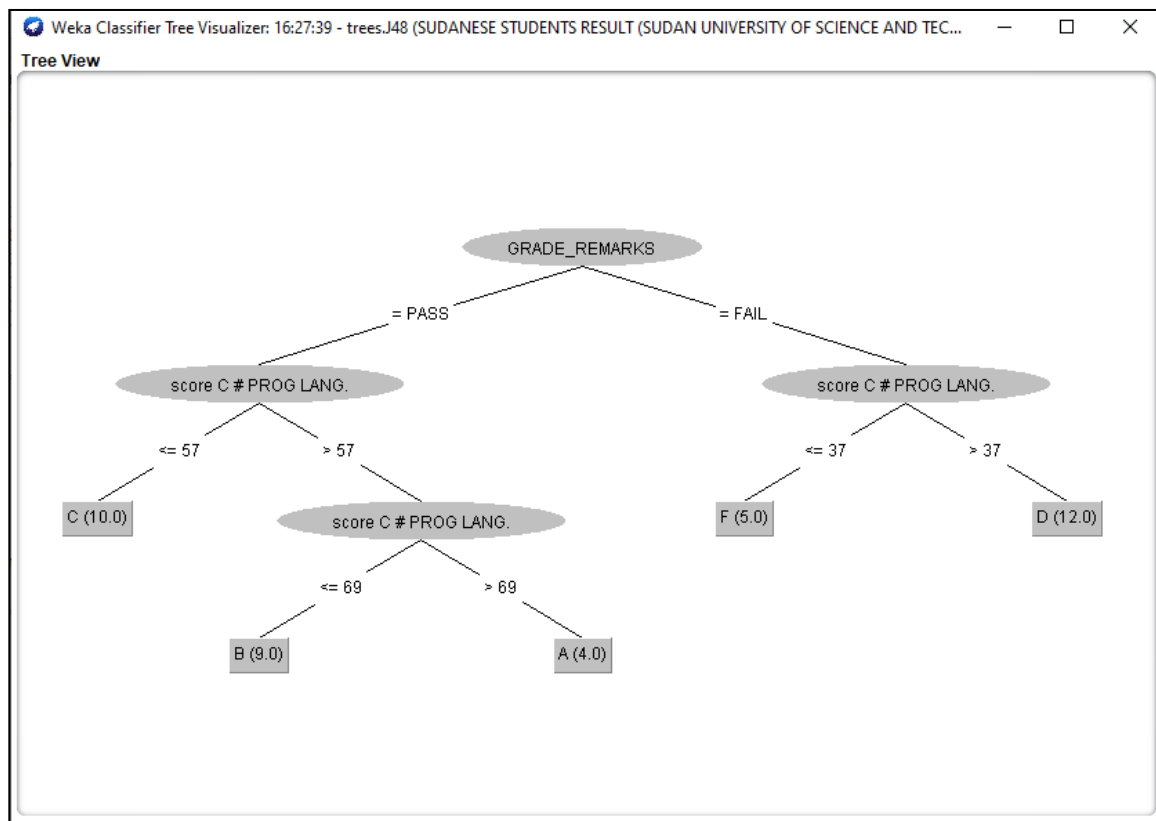 Weka Classifier Tree Visualizer: 16:27:39 - trees.J48 (SUDANESE STUDENTS RESULT (SUDAN UNIVERSITY OF SCIENCE AND TEC...
Tree View
GRADE_REMARKS
= PASS
= FAIL
score C # PROG LANG.
score C # PROG LANG.
<= 57
> 57
<= 37
> 37
C (10.0)
score C # PROG LANG.
F (5.0)
D (12.0)
<= 69
> 69
B (9.0)
A (4.0)